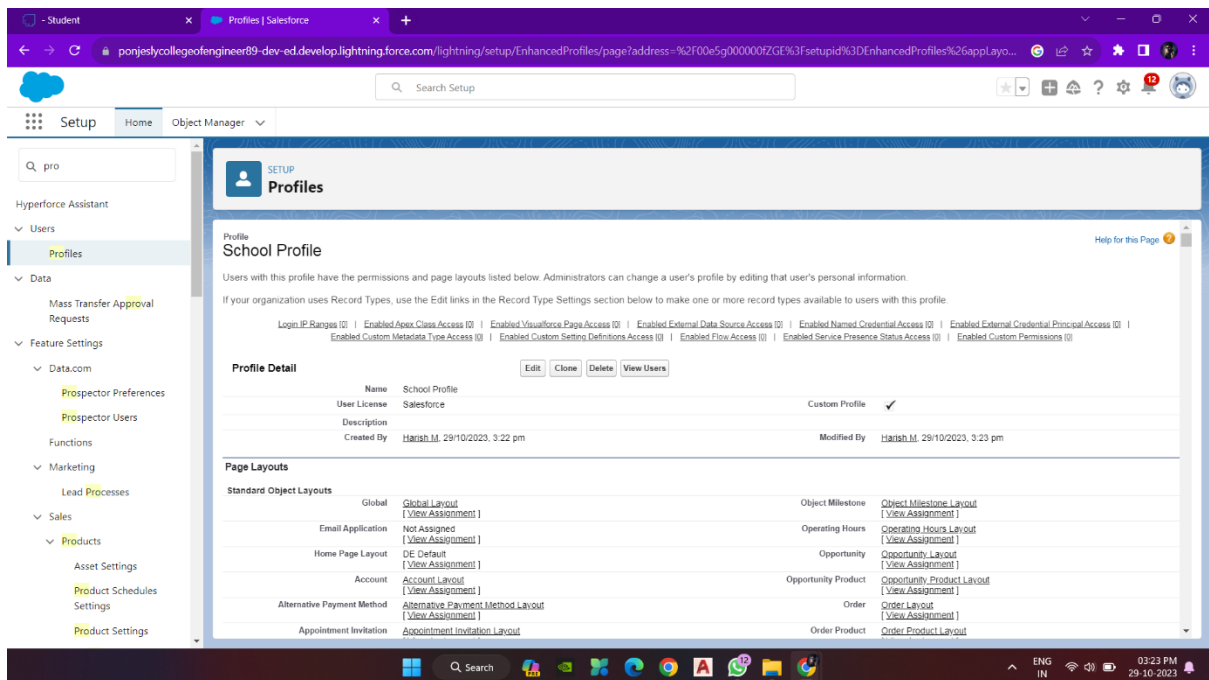 - Student
Profiles | Salesforce
ponjeslycollegeofengineer89-dev-ed.develop.lightning.force.com/lightning/setup/EnhancedProfiles/page?address=%2F00e5g000000fZGE%3Fsetupid%3DEnhancedProfiles%26appLayo...
Search Setup
12
Setup Home Object Manager
pro
Hyperforce Assistant
Users
Profiles
Data
Mass Transfer Approval
Requests
Feature Settings
Data.com
Prospector Preferences
Prospector Users
Functions
Marketing
Lead Processes
Sales
Products
Asset Settings
Product Schedules
Settings
Product Settings
SETUP
Profiles
Profile
School Profile
Help for this Page
Users with this profile have the permissions and page layouts listed below. Administrators can change a user's profile by editing that user's personal information.
If your organization uses Record Types, use the Edit links in the Record Type Settings section below to make one or more record types available to users with this profile.
Login IP Ranges [0] | Enabled Apex Class Access [0] | Enabled Visualforce Page Access [0] | Enabled External Data Source Access [0] | Enabled Named Credential Access [0] | Enabled External Credential Principal Access [0] |
Enabled Custom Metadata Type Access [0] | Enabled Custom Setting Definitions Access [0] | Enabled Flow Access [0] | Enabled Service Presence Status Access [0] | Enabled Custom Permissions [0]
Profile Detail Edit Clone Delete View Users
Name School Profile
User License Salesforce Custom Profile ✓
Description
Created By Harish M, 29/10/2023, 3:22 pm Modified By Harish M, 29/10/2023, 3:23 pm
Page Layouts
Standard Object Layouts
Global Global Layout Object Milestone Object Milestone Layout
[ View Assignment ] [ View Assignment ]
Email Application Not Assigned Operating Hours Operating Hours Layout
[ View Assignment ] [ View Assignment ]
Home Page Layout DE Default Opportunity Opportunity Layout
[ View Assignment ] [ View Assignment ]
Account Account Layout Opportunity Product Opportunity Product Layout
[ View Assignment ] [ View Assignment ]
Alternative Payment Method Alternative Payment Method Layout Order Order Layout
[ View Assignment ] [ View Assignment ]
Appointment Invitation Appointment Invitation Layout Order Product Order Product Layout
Search
PRE
12
ENG
IN
03:23 PM
29-10-2023